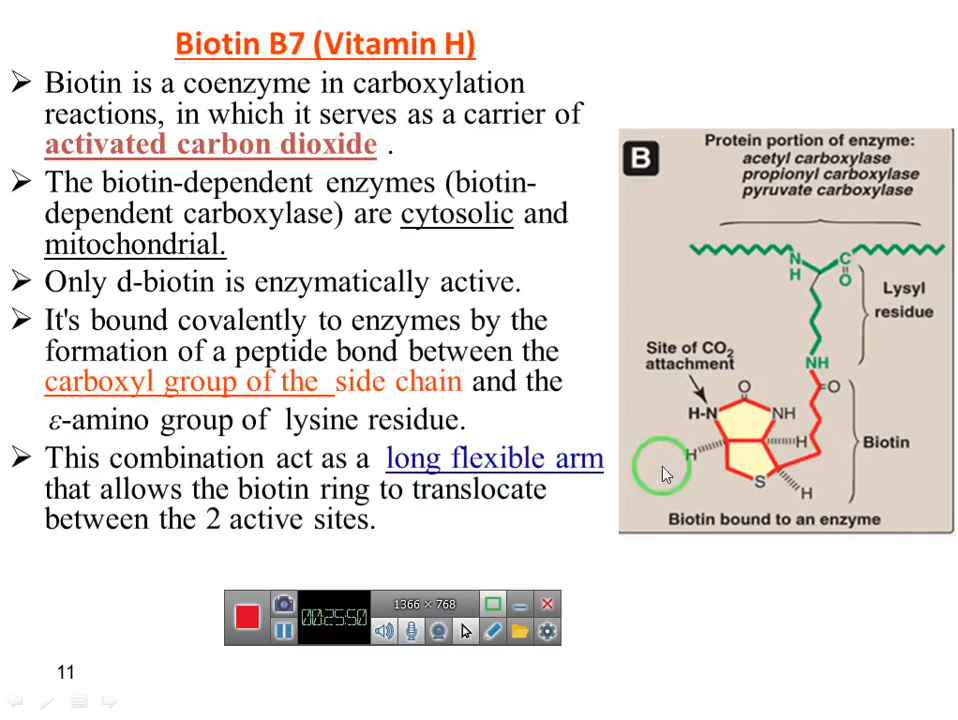 Biotin B7 (Vitamin H)
➢ Biotin is a coenzyme in carboxylation
reactions, in which it serves as a carrier of
activated carbon dioxide .
➢ The biotin-dependent enzymes (biotin-
dependent carboxylase) are cytosolic and
mitochondrial.
➢ Only d-biotin is enzymatically active.
➢ It's bound covalently to enzymes by the
formation of a peptide bond between the
carboxyl group of the side chain and the
ε-amino group of lysine residue.
➢ This combination act as a long flexible arm
that allows the biotin ring to translocate
between the 2 active sites.
B
Protein portion of enzyme:
acetyl carboxylase
propionyl carboxylase
pyruvate carboxylase
N
H
C
O
Lysyl
residue
NH
Site of CO₂
attachment
O
O
H-N
NH
H
H
S
H
Biotin
Biotin bound to an enzyme
00:25:50
1366 × 768
11